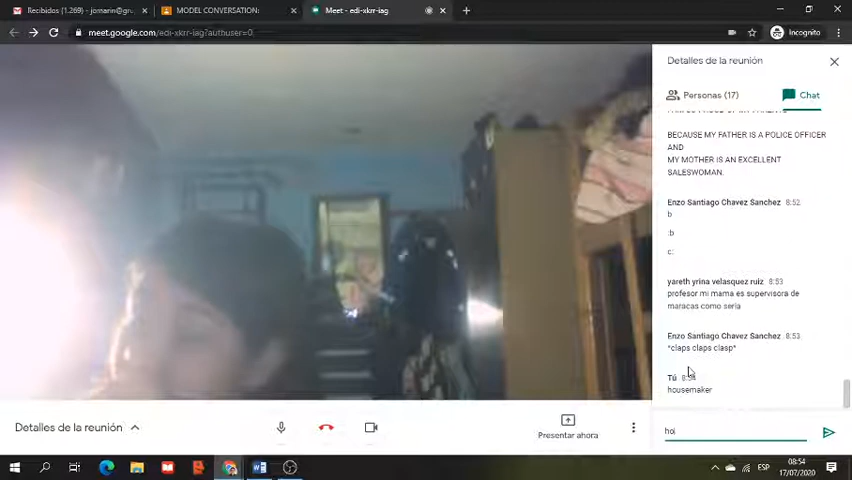 Recibidos (1.269) - jornarin@gru
MODEL CONVERSATION:
Meet - edi-xkrr-iag
meet.google.com/edi-xkrr-iag?authuser=0
Incognito
Detalles de la reunión
Personas (17)
Chat
BECAUSE MY FATHER IS A POLICE OFFICER
AND
MY MOTHER IS AN EXCELLENT
SALESWOMAN.
Enzo Santiago Chavez Sanchez 8:52
b
:b
c:
yareth yrina velasquez ruiz 8:53
profesor mi mama es supervisora de
maracas como seria
Enzo Santiago Chavez Sanchez 8:53
*claps claps clasp*
Tú 8:54
housemaker
Detalles de la reunión
Presentar ahora
ho
ESP
08:54
17/07/2020